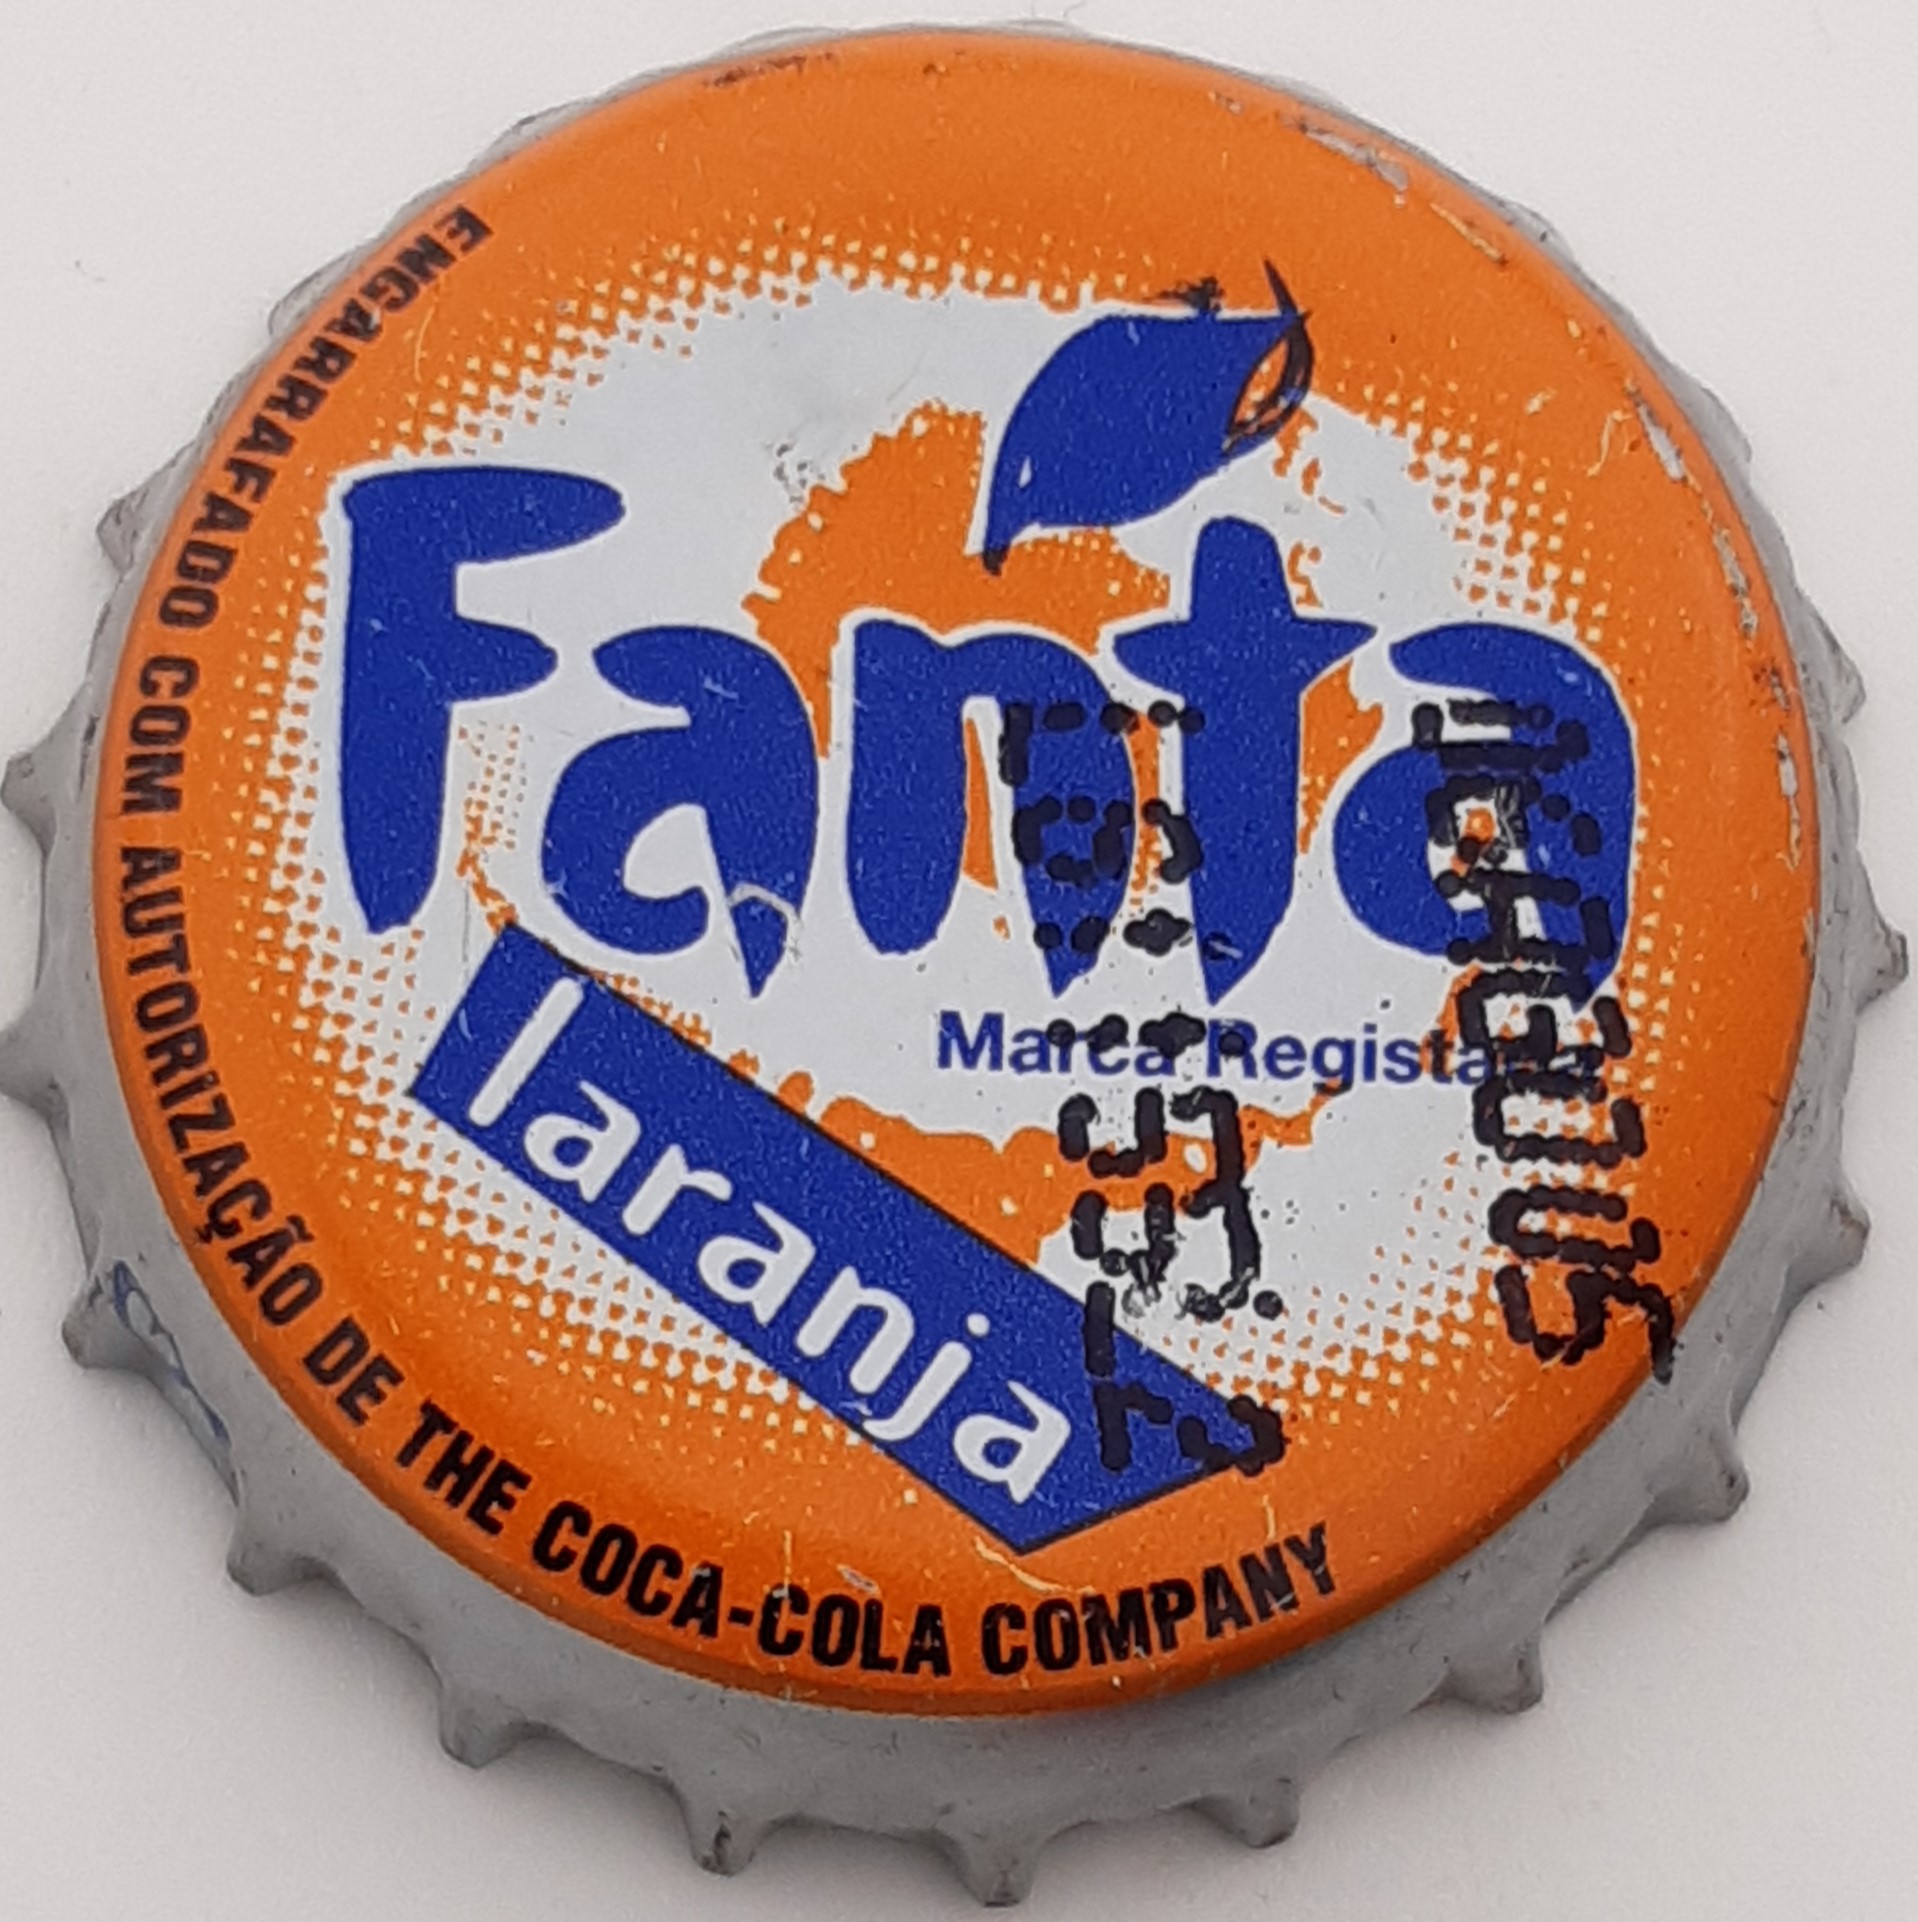 Fanta
Marca Registada
laranja
ENGARRAFADO COM AUTORIZAÇÃO DE THE COCA-COLA COMPANY